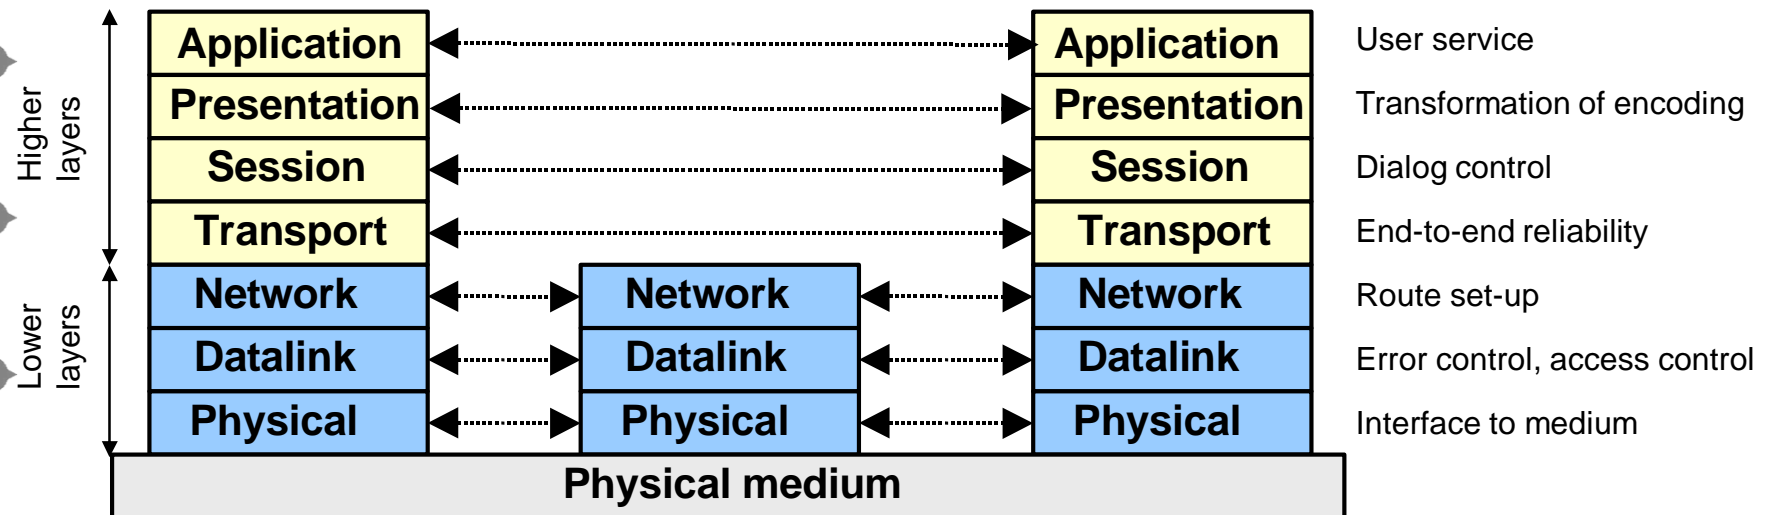 Higher
layers
Application
Application
User service
Presentation
Presentation
Transformation of encoding
Session
Session
Dialog control
Transport
Transport
End-to-end reliability
Lower
layers
Network
Network
Network
Route set-up
Datalink
Datalink
Datalink
Error control, access control
Physical
Physical
Physical
Interface to medium
Physical medium